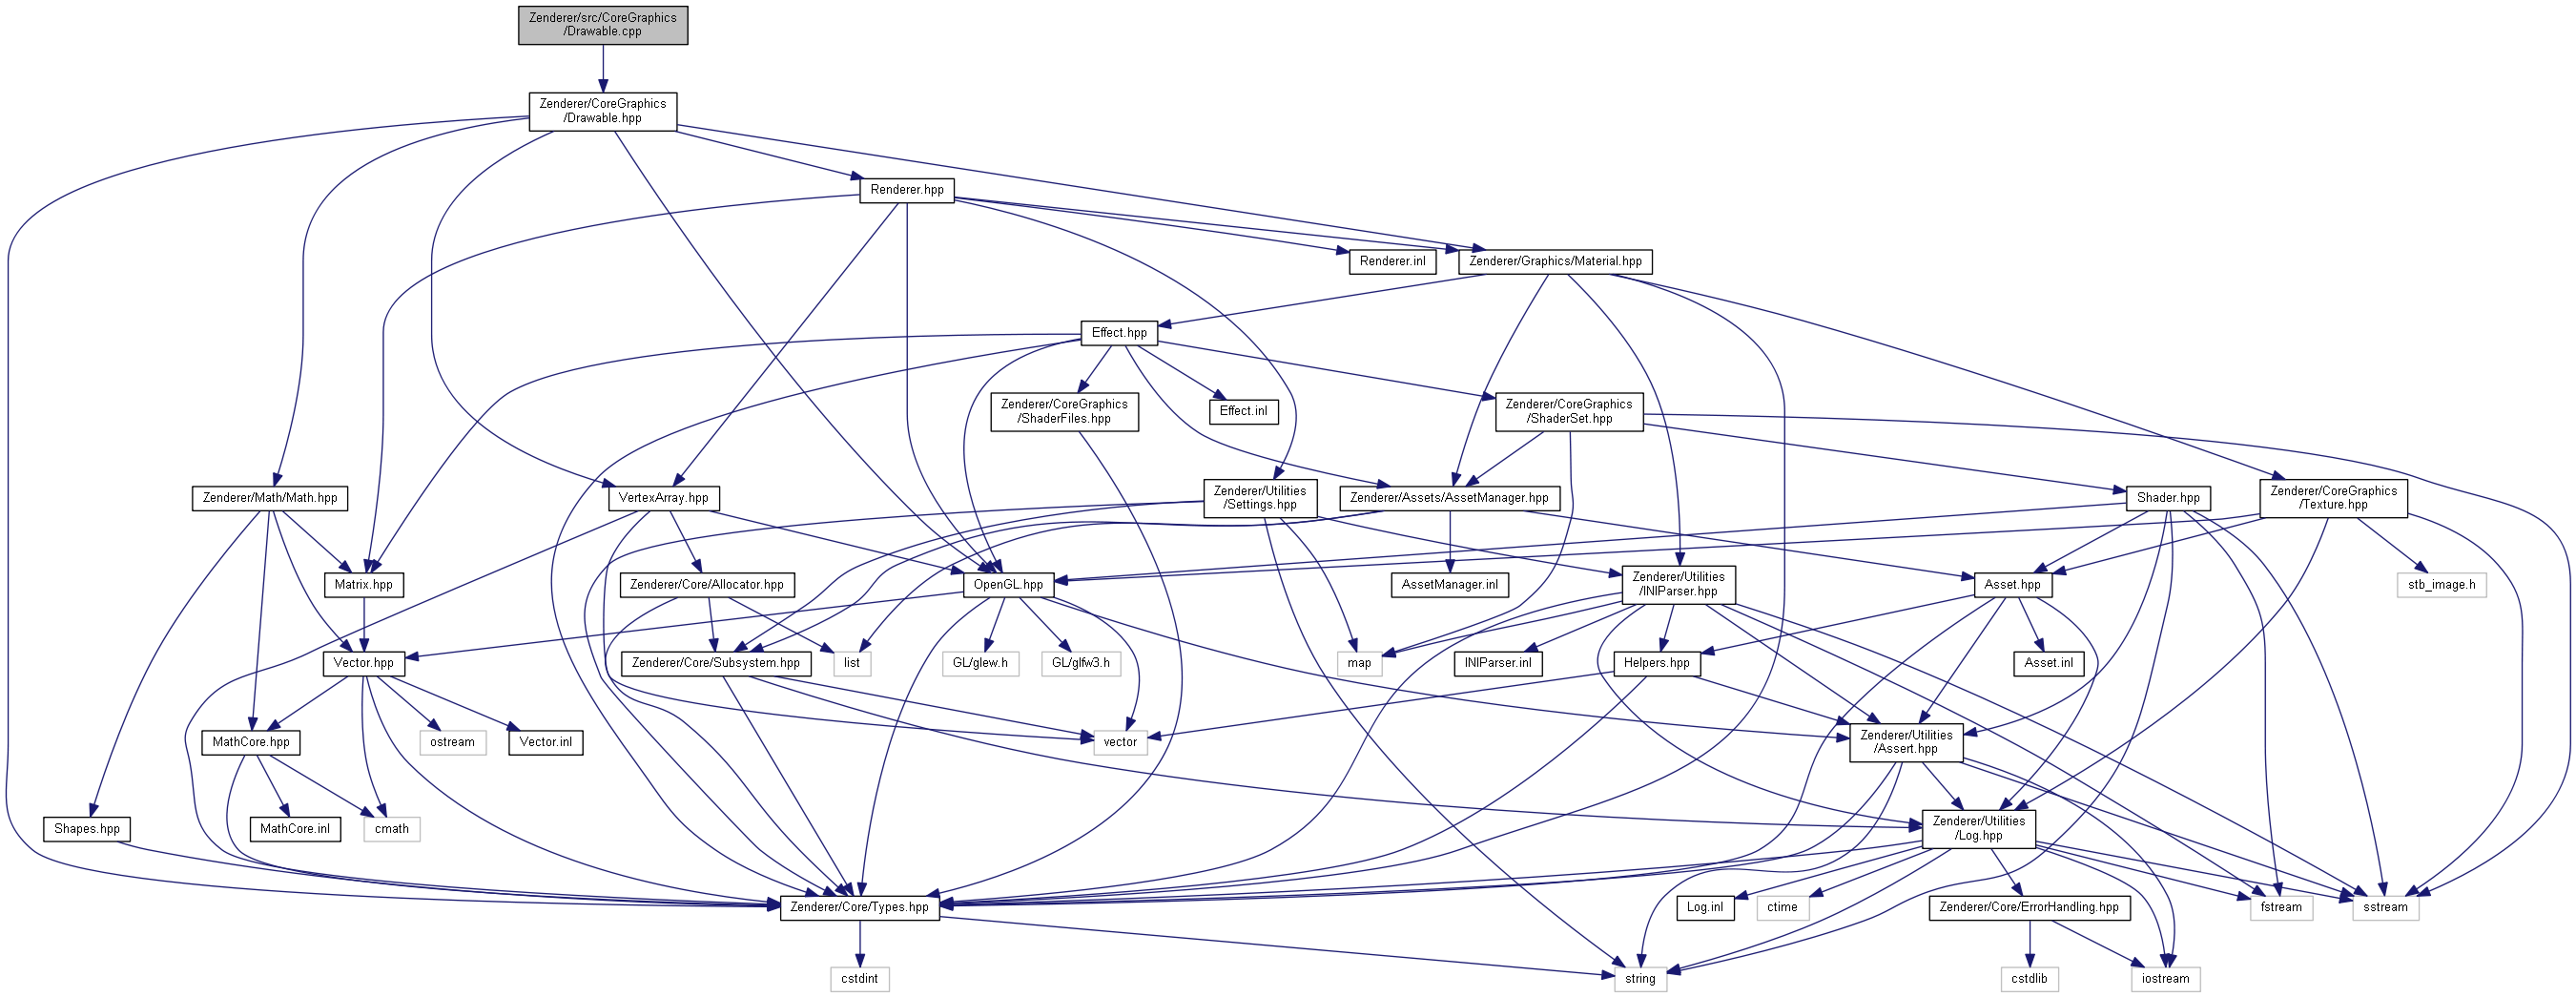 Zenderer/src/CoreGraphics
/Drawable.cpp
Zenderer/CoreGraphics
/Drawable.hpp
Renderer.hpp
Renderer.inl
Zenderer/Graphics/Material.hpp
Effect.hpp
Zenderer/CoreGraphics
/ShaderFiles.hpp
Effect.inl
Zenderer/CoreGraphics
/ShaderSet.hpp
Zenderer/Math/Math.hpp
VertexArray.hpp
Zenderer/Utilities
/Settings.hpp
Zenderer/Assets/AssetManager.hpp
Shader.hpp
Zenderer/CoreGraphics
/Texture.hpp
Matrix.hpp
Zenderer/Core/Allocator.hpp
OpenGL.hpp
AssetManager.inl
Zenderer/Utilities
/INIParser.hpp
Asset.hpp
stb_image.h
Vector.hpp
Zenderer/Core/Subsystem.hpp
list
GL/glew.h
GL/glfw3.h
map
INIParser.inl
Helpers.hpp
Asset.inl
MathCore.hpp
ostream
Vector.inl
vector
Zenderer/Utilities
/Assert.hpp
Shapes.hpp
MathCore.inl
cmath
Zenderer/Utilities
/Log.hpp
Zenderer/Core/Types.hpp
Log.inl
ctime
Zenderer/Core/ErrorHandling.hpp
fstream
sstream
cstdint
string
cstdlib
iostream